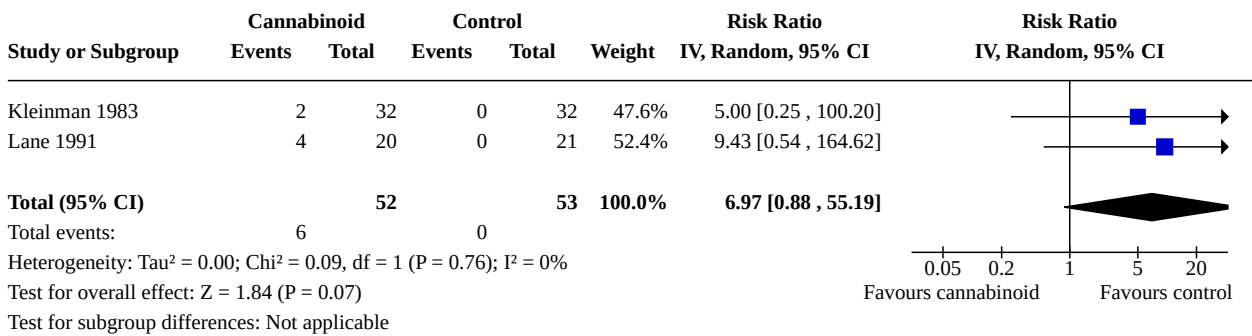 Cannabinoid Control Risk Ratio Risk Ratio
Study or Subgroup Events Total Events Total Weight IV, Random, 95% CI IV, Random, 95% CI
Kleinman 1983 2 32 0 32 47.6% 5.00 [0.25 , 100.20]
Lane 1991 4 20 0 21 52.4% 9.43 [0.54 , 164.62]
Total (95% CI) 52 53 100.0% 6.97 [0.88 , 55.19]
Total events: 6 0
Heterogeneity: Tau² = 0.00; Chi² = 0.09, df = 1 (P = 0.76); I² = 0%
0.05 0.2 1 5 20
Test for overall effect: Z = 1.84 (P = 0.07)
Favours cannabinoid Favours control
Test for subgroup differences: Not applicable